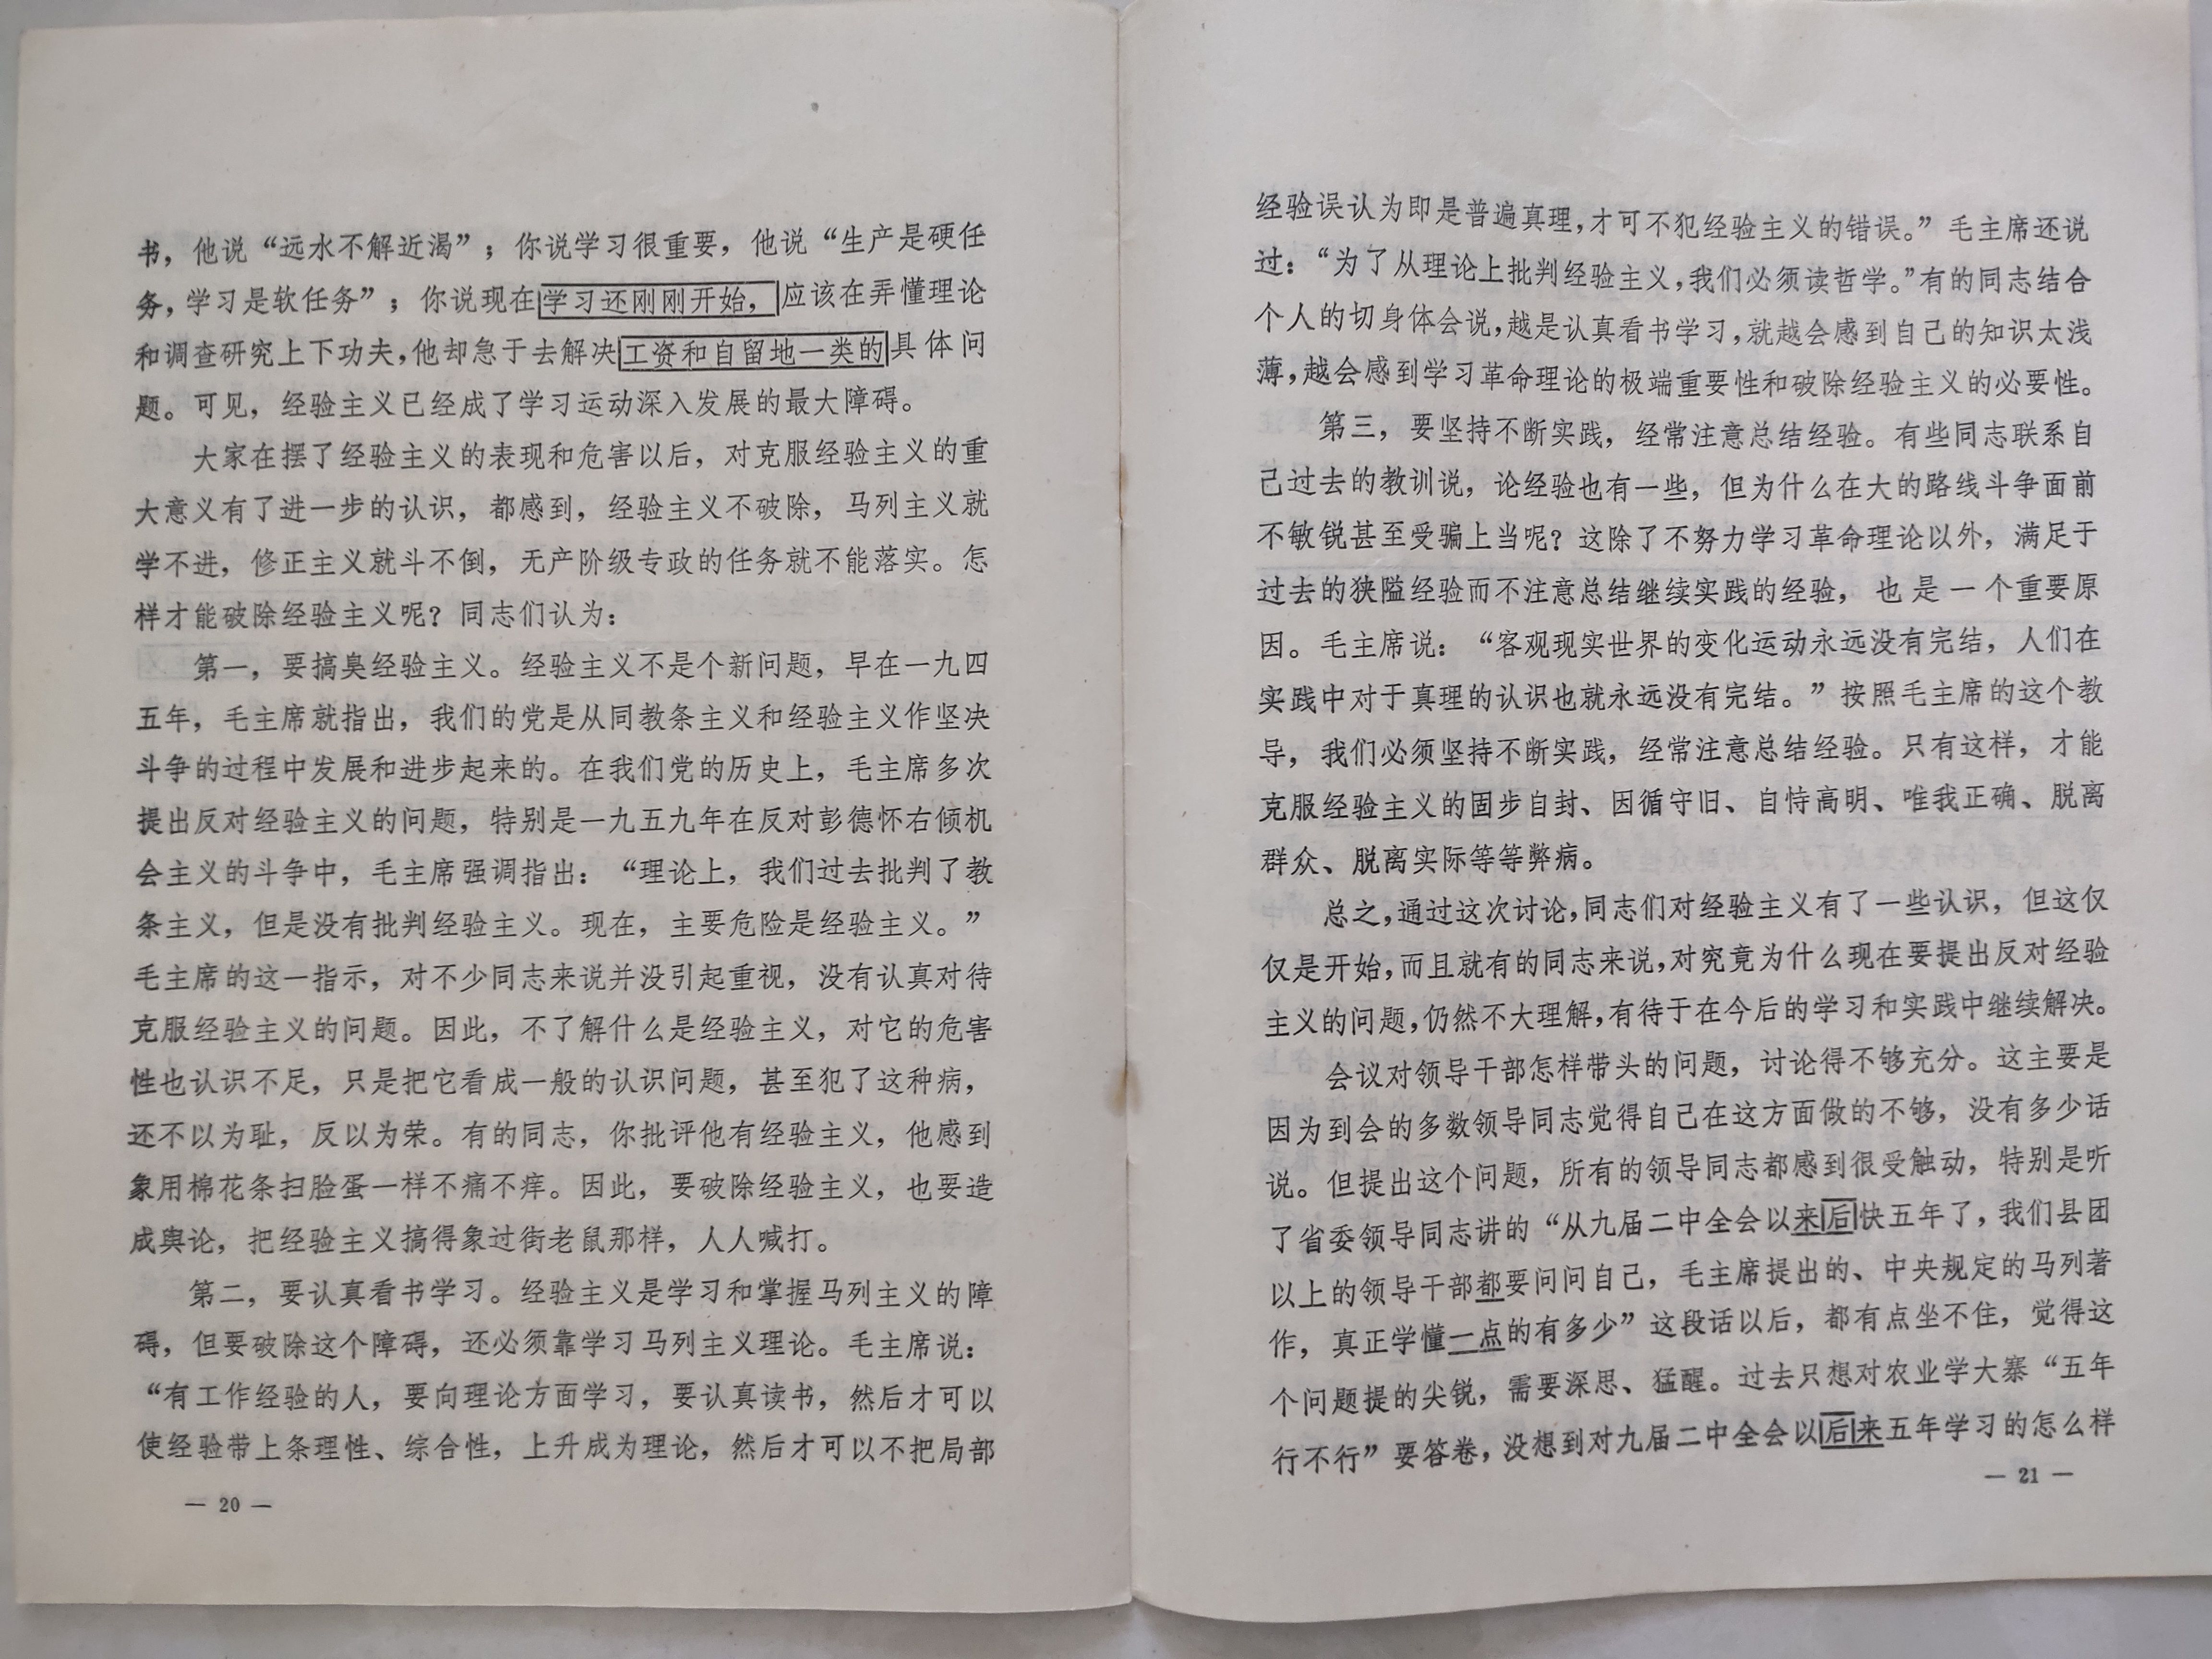 书，他说“远水不解近渴”；你说学习很重要，他说“生产是硬任
务，学习是软任务”；你说现在学习还刚刚开始，应该在弄懂理论
和调查研究上下功夫，他却急于去解决工资和自留地一类的具体问
题。可见，经验主义已经成了学习运动深入发展的最大障碍。
大家在摆了经验主义的表现和危害以后，对克服经验主义的重
大意义有了进一步的认识，都感到，经验主义不破除，马列主义就
学不进，修正主义就斗不倒，无产阶级专政的任务就不能落实。怎
样才能破除经验主义呢？同志们认为：
第一，要搞臭经验主义。经验主义不是个新问题，早在一九四
五年，毛主席就指出，我们的党是从同教条主义和经验主义作坚决
斗争的过程中发展和进步起来的。在我们党的历史上，毛主席多次
提出反对经验主义的问题，特别是一九五九年在反对彭德怀右倾机
会主义的斗争中，毛主席强调指出：“理论上，我们过去批判了教
条主义，但是没有批判经验主义。现在，主要危险是经验主义。”
毛主席的这一指示，对不少同志来说并没引起重视，没有认真对待
克服经验主义的问题。因此，不了解什么是经验主义，对它的危害
性也认识不足，只是把它看成一般的认识问题，甚至犯了这种病，
还不以为耻，反以为荣。有的同志，你批评他有经验主义，他感到
象用棉花条扫脸蛋一样不痛不痒。因此，要破除经验主义，也要造
成舆论，把经验主义搞得象过街老鼠那样，人人喊打。
第二，要认真看书学习。经验主义是学习和掌握马列主义的障
碍，但要破除这个障碍，还必须靠学习马列主义理论。毛主席说：
“有工作经验的人，要向理论方面学习，要认真读书，然后才可以
使经验带上条理性、综合性，上升成为理论，然后才可以不把局部
— 20 —
经验误认为即是普遍真理，才可不犯经验主义的错误。”毛主席还说
过：“为了从理论上批判经验主义，我们必须读哲学。”有的同志结合
个人的切身体会说，越是认真看书学习，就越会感到自己的知识太浅
薄，越会感到学习革命理论的极端重要性和破除经验主义的必要性。
第三，要坚持不断实践，经常注意总结经验。有些同志联系自
己过去的教训说，论经验也有一些，但为什么在大的路线斗争面前
不敏锐甚至受骗上当呢？这除了不努力学习革命理论以外，满足于
过去的狭隘经验而不注意总结继续实践的经验，也是一个重要原
因。毛主席说：“客观现实世界的变化运动永远没有完结，人们在
实践中对于真理的认识也就永远没有完结。”按照毛主席的这个教
导，我们必须坚持不断实践，经常注意总结经验。只有这样，才能
克服经验主义的固步自封、因循守旧、自恃高明、唯我正确、脱离
群众、脱离实际等等弊病。
总之，通过这次讨论，同志们对经验主义有了一些认识，但这仅
仅是开始，而且就有的同志来说，对究竟为什么现在要提出反对经验
主义的问题，仍然不大理解，有待于在今后的学习和实践中继续解决。
会议对领导干部怎样带头的问题，讨论得不够充分。这主要是
因为到会的多数领导同志觉得自己在这方面做的不够，没有多少话
说。但提出这个问题，所有的领导同志都感到很受触动，特别是听
了省委领导同志讲的“从九届二中全会以来后快五年了，我们县团
以上的领导干部都要问问自己，毛主席提出的、中央规定的马列著
作，真正学懂一点的有多少”这段话以后，都有点坐不住，觉得这
个问题提的尖锐，需要深思、猛醒。过去只想对农业学大寨“五年
行不行”要答卷，没想到对九届二中全会以后来五年学习的怎么样
— 21 —